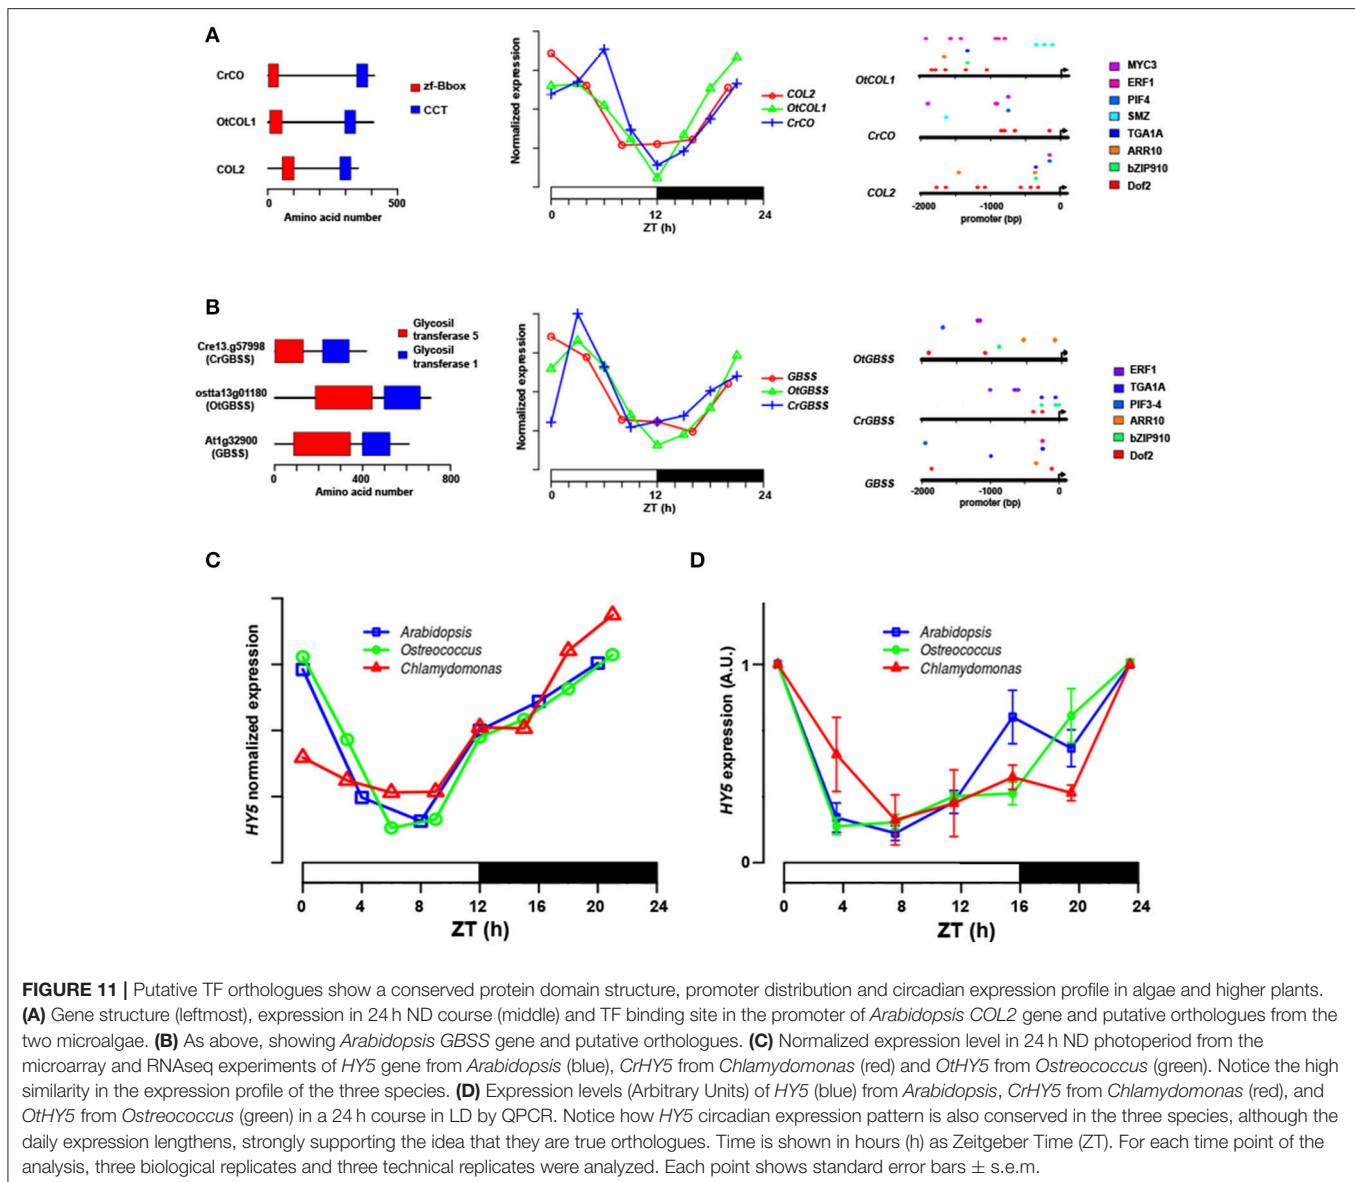 A
CrCO
OtCOL1
COL2
0
500
Amino acid number
zf-Bbox
CCT
Normalized expression
0
12
24
ZT (h)
COL2
OtCOL1
CrCO
OtCOL1
CrCO
COL2
-2000
-1000
0
promoter (bp)
MYC3
ERF1
PIF4
SMZ
TGA1A
ARR10
bZIP910
Dof2
B
Cre13.g57998
(CrGBSS)
ostta13g01180
(OtGBSS)
At1g32900
(GBSS)
0
400
800
Amino acid number
Glycosil
transferase 5
Glycosil
transferase 1
Normalized expression
0
12
24
ZT (h)
GBSS
OtGBSS
CrGBSS
OtGBSS
CrGBSS
GBSS
-2000
-1000
0
promoter (bp)
ERF1
TGA1A
PIF3-4
ARR10
bZIP910
Dof2
C
HY5 normalized expression
Arabidopsis
Ostreococcus
Chlamydomonas
0 4 8 12 16 20 24
ZT (h)
D
HY5 expression (A.U.)
1
0
Arabidopsis
Ostreococcus
Chlamydomonas
0 4 8 12 16 20 24
ZT (h)
FIGURE 11 | Putative TF orthologues show a conserved protein domain structure, promoter distribution and circadian expression profile in algae and higher plants.
(A) Gene structure (leftmost), expression in 24 h ND course (middle) and TF binding site in the promoter of Arabidopsis COL2 gene and putative orthologues from the
two microalgae. (B) As above, showing Arabidopsis GBSS gene and putative orthologues. (C) Normalized expression level in 24 h ND photoperiod from the
microarray and RNAseq experiments of HY5 gene from Arabidopsis (blue), CrHY5 from Chlamydomonas (red) and OtHY5 from Ostreococcus (green). Notice the high
similarity in the expression profile of the three species. (D) Expression levels (Arbitrary Units) of HY5 (blue) from Arabidopsis, CrHY5 from Chlamydomonas (red), and
OtHY5 from Ostreococcus (green) in a 24 h course in LD by QPCR. Notice how HY5 circadian expression pattern is also conserved in the three species, although the
daily expression lengthens, strongly supporting the idea that they are true orthologues. Time is shown in hours (h) as Zeitgeber Time (ZT). For each time point of the
analysis, three biological replicates and three technical replicates were analyzed. Each point shows standard error bars ± s.e.m.